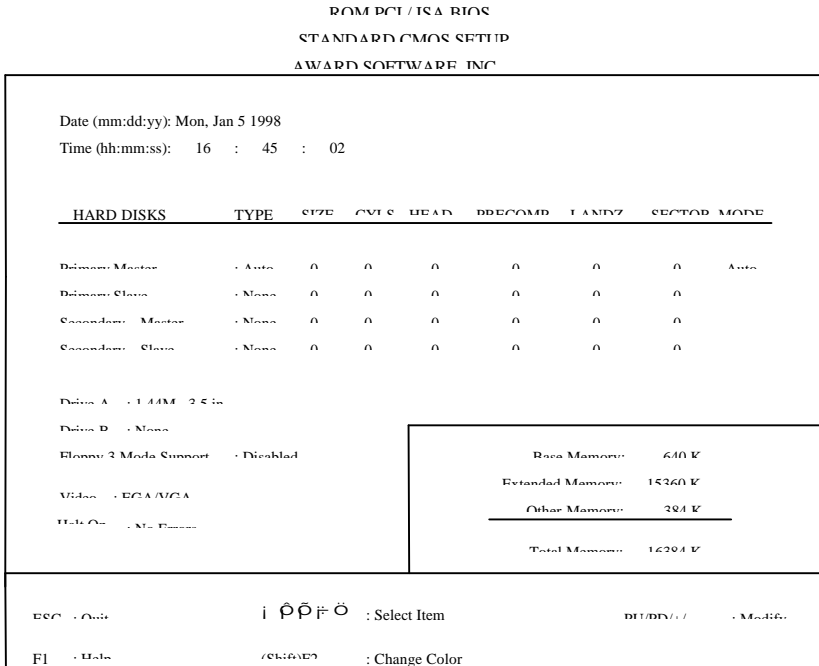 ROM PCI / ISA BIOS
STANDARD CMOS SETUP
AWARD SOFTWARE, INC
Date (mm:dd:yy): Mon, Jan 5 1998
Time (hh:mm:ss): 16 : 45 : 02
HARD DISKS TYPE SIZE CYLS HEAD PRECOMP LANDZ SECTOR MODE
Primary Master : Auto 0 0 0 0 0 0 Auto
Primary Slave : None 0 0 0 0 0 0
Secondary Master : None 0 0 0 0 0 0
Secondary Slave : None 0 0 0 0 0 0
Drive A : 1.44M, 3.5 in
Drive B : None
Floppy 3 Mode Support : Disabled
Video : EGA/VGA
Halt On : No Errors
Base Memory: 640 K
Extended Memory: 15360 K
Other Memory: 384 K
Total Memory: 16384 K
ESC : Quit : Select Item PU/PD/+/ : Modify
F1 : Help (Shift)F2 : Change Color